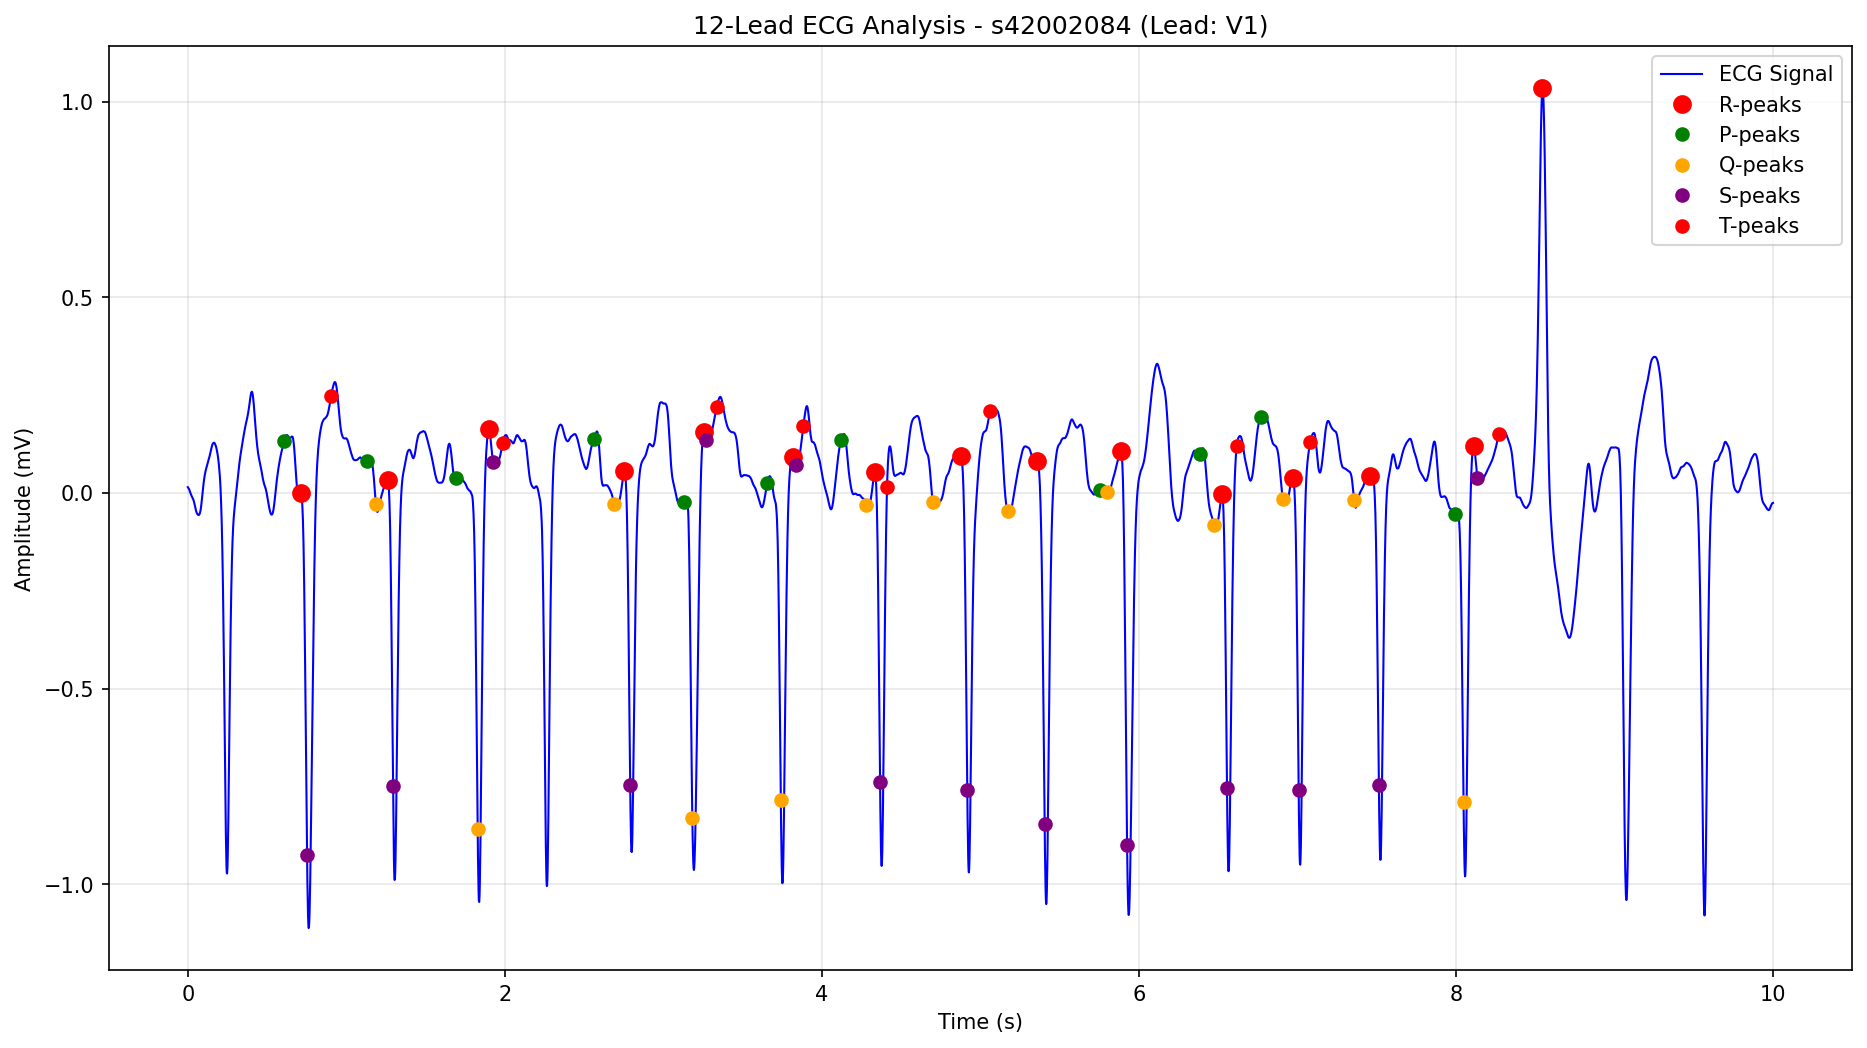 12-Lead ECG Analysis - s42002084 (Lead: V1)
ECG Signal
R-peaks
P-peaks
Q-peaks
S-peaks
T-peaks
Amplitude (mV)
1.0
0.5
0.0
−0.5
−1.0
0
2
4
6
8
10
Time (s)